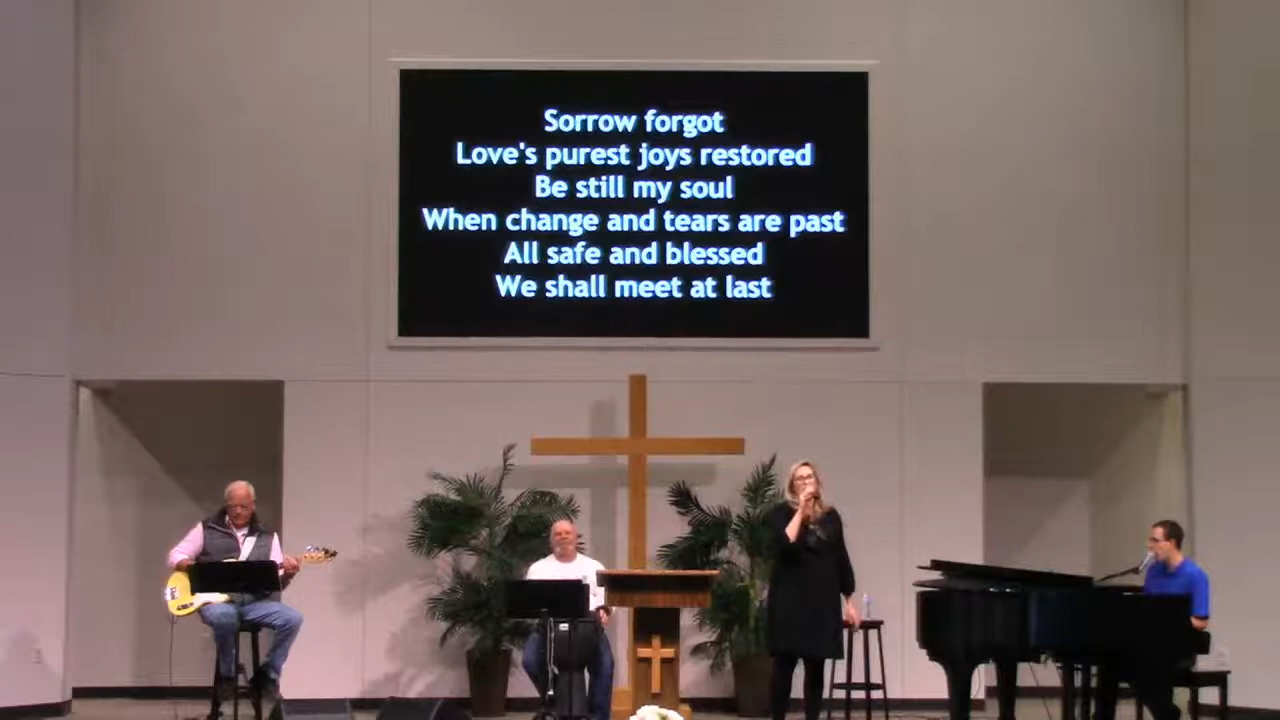 Sorrow forgot
Love's purest joys restored
Be still my soul
When change and tears are past
All safe and blessed
We shall meet at last